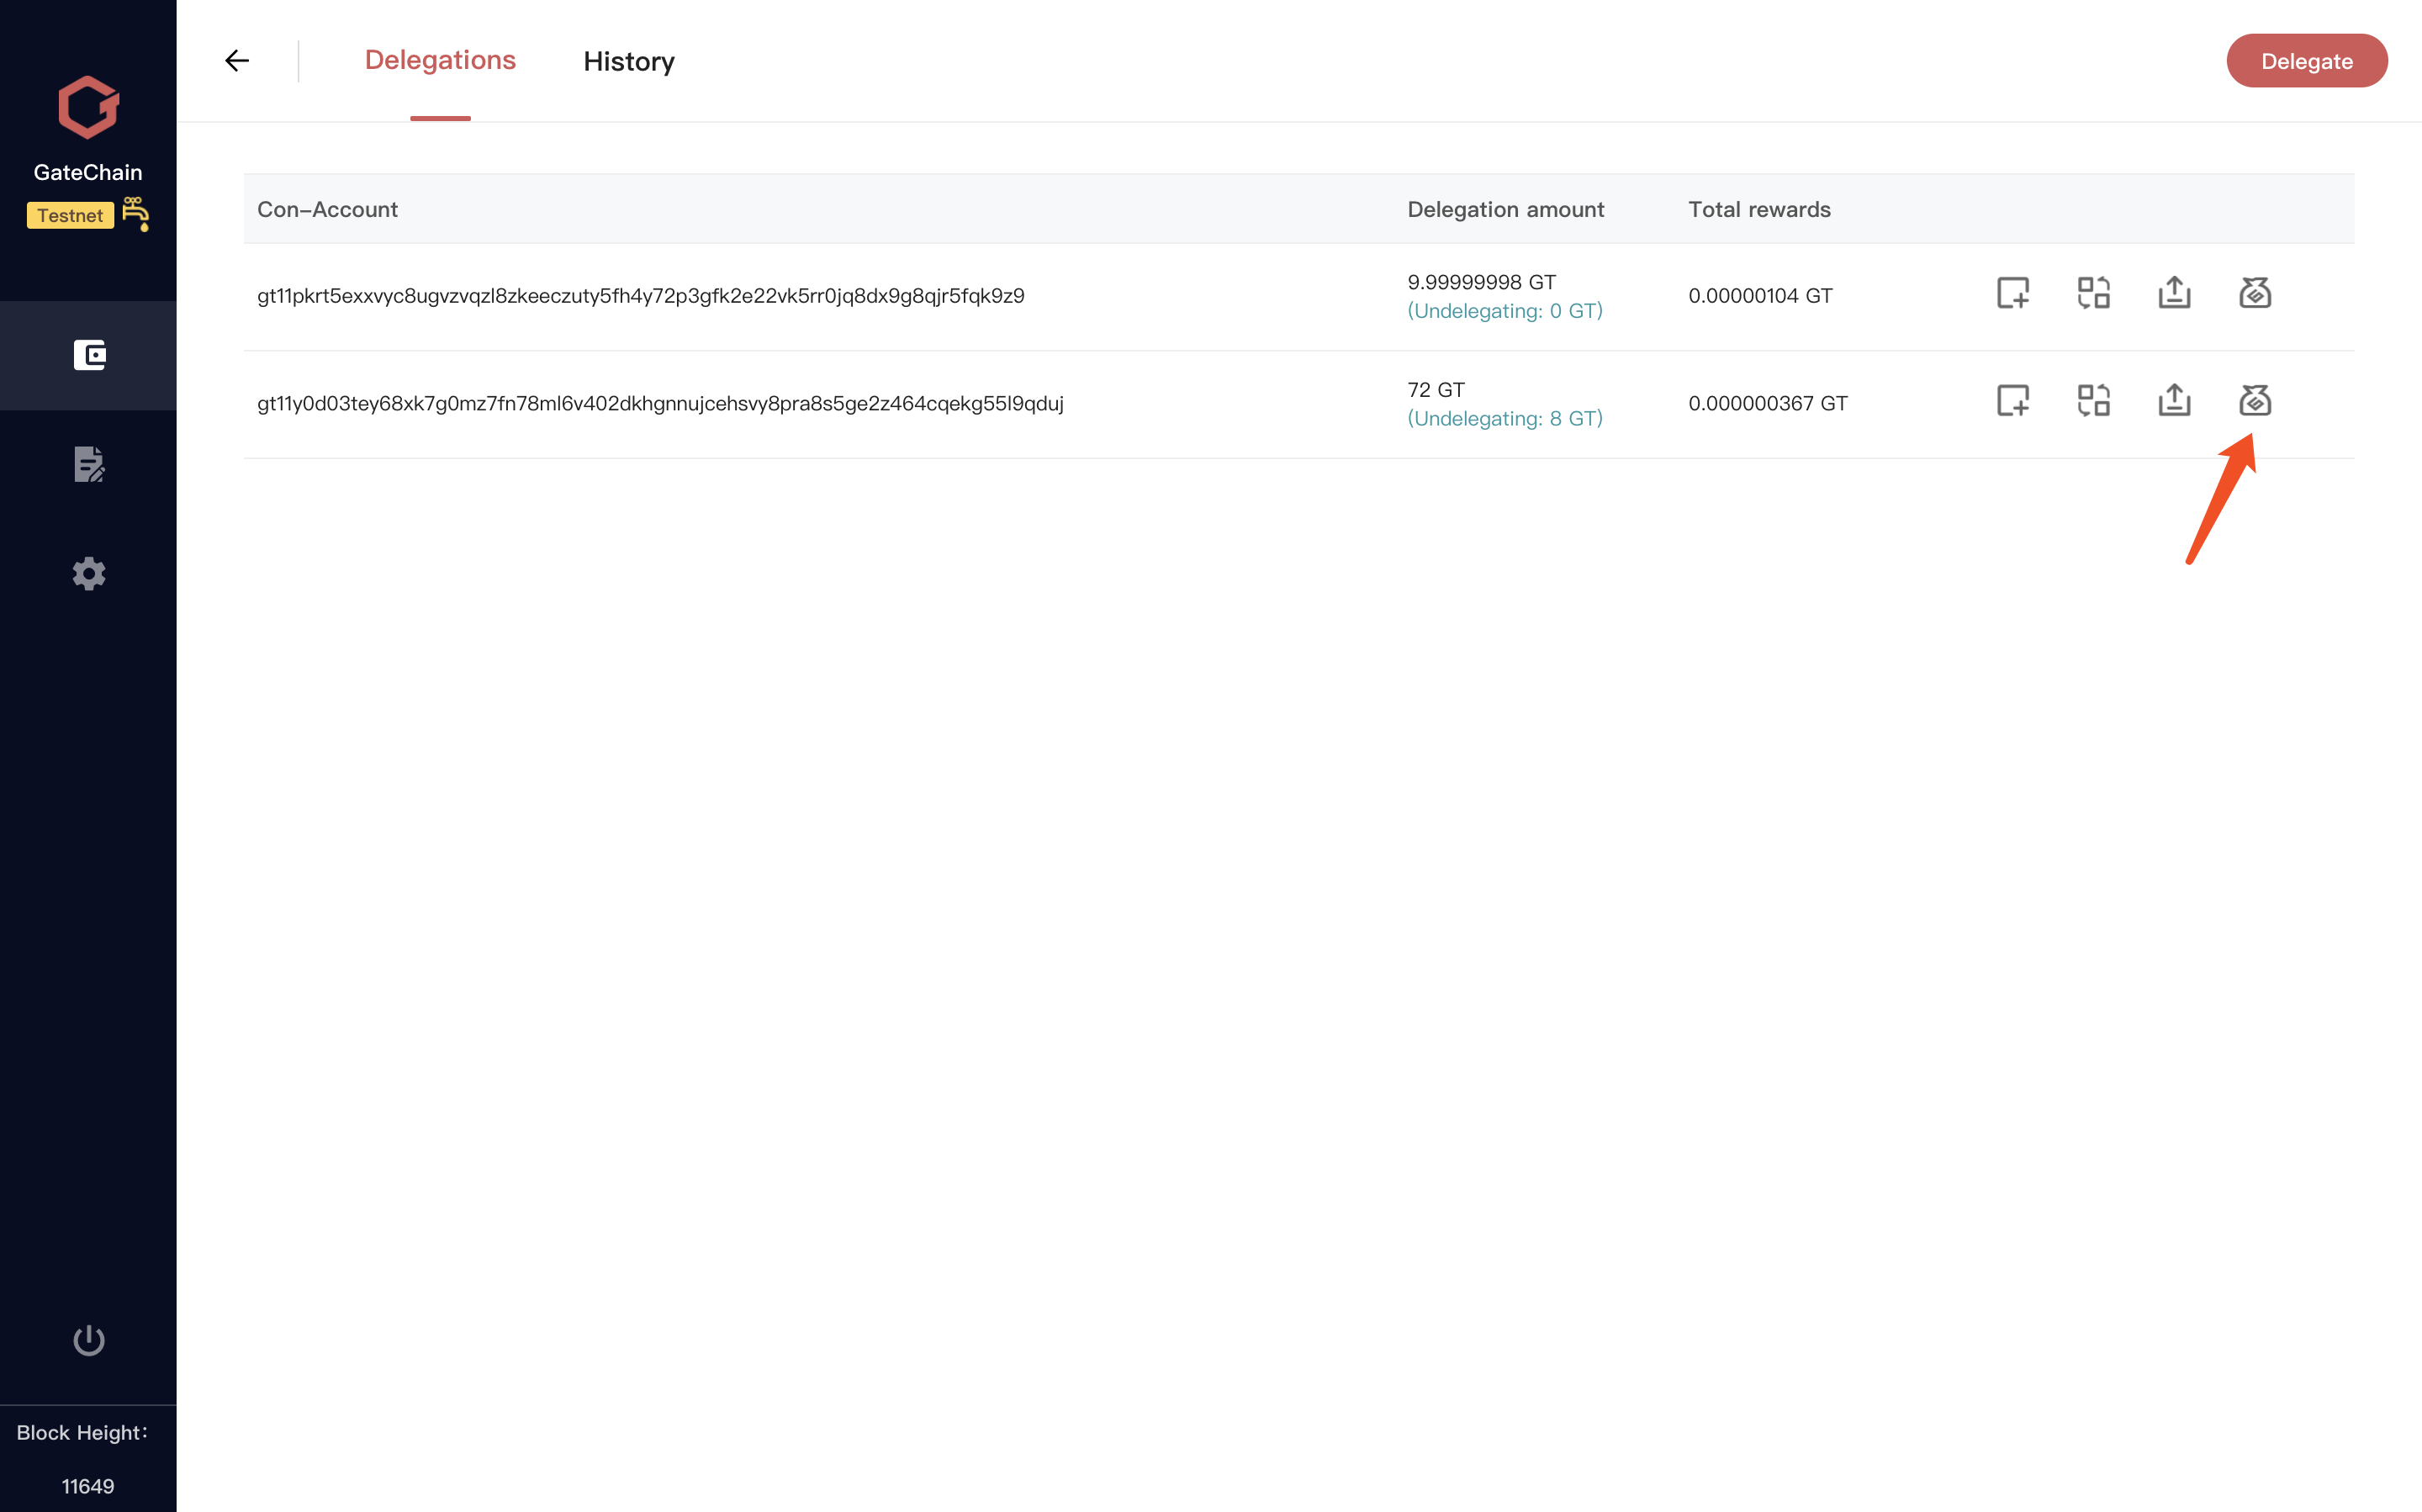 GateChain
Testnet
Block Height:
11649
Delegations
History
Delegate
Con-Account
Delegation amount
Total rewards
gt11pkrt5exxvyc8ugvzvqzl8zkeeczuty5fh4y72p3gfk2e22vk5rr0jq8dx9g8qjr5fqk9z9
9.99999998 GT
(Undelegating: 0 GT)
0.00000104 GT
gt11y0d03tey68xk7g0mz7fn78ml6v402dkhgnnujcehsvy8pra8s5ge2z464cqekg55l9qduj
72 GT
(Undelegating: 8 GT)
0.000000367 GT